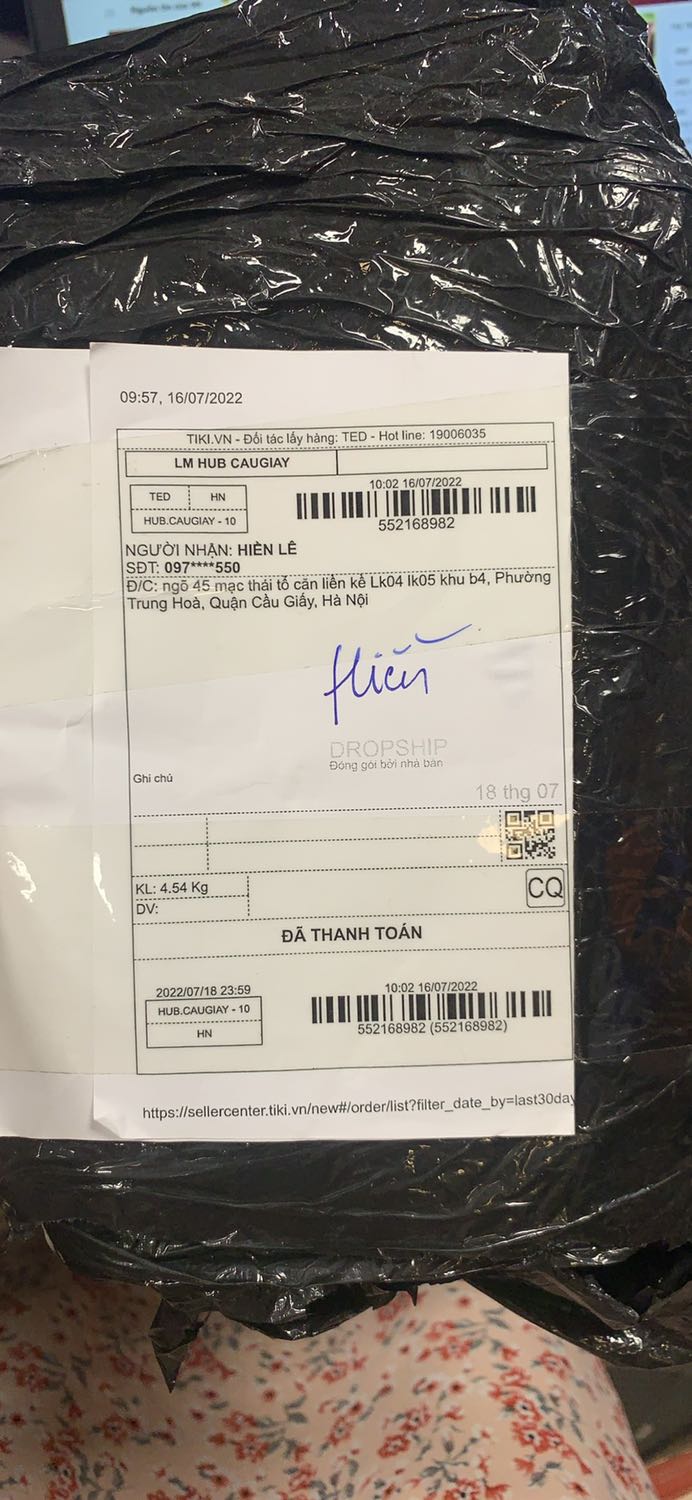 09:57, 16/07/2022
TIKI.VN - Đối tác lấy hàng: TED - Hot line: 19006035
LM HUB CAUGIAY
TED HN
HUB.CAUGIAY - 10
10:02 16/07/2022
552168982
NGƯỜI NHẬN: HIỀN LÊ
SĐT: 097****550
Đ/C: ngõ 45 mạc thái tổ căn liền kề Lk04 lk05 khu b4, Phường
Trung Hoà, Quận Cầu Giấy, Hà Nội
Hiền
DROPSHIP
Đóng gói bởi nhà bán
Ghi chú
18 thg 07
KL: 4.54 Kg
DV:
CQ
ĐÃ THANH TOÁN
2022/07/18 23:59
HUB.CAUGIAY - 10
HN
10:02 16/07/2022
552168982 (552168982)
https://sellercenter.tiki.vn/new#/order/list?filter_date_by=last30day